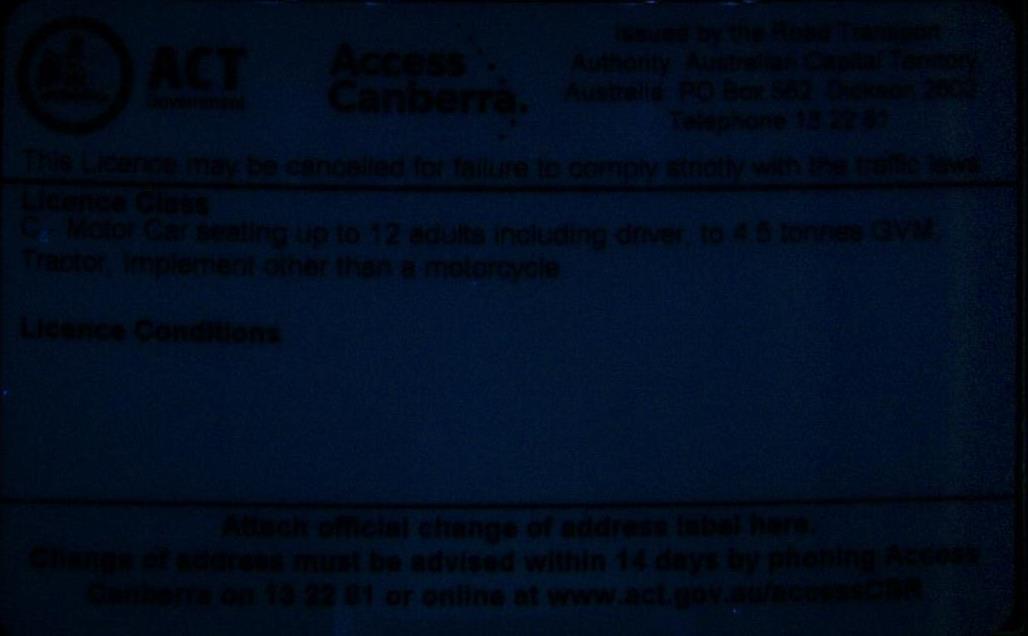 ACT
Government
Access
Canberra.
Issued by the Road Transport
Authority Australian Capital Territory,
Australia PO Box 582 Dickson 2602
Telephone 13 22 81
This Licence may be cancelled for failure to comply strictly with the traffic laws
Licence Class
C Motor Car seating up to 12 adults including driver, to 4.5 tonnes GVM,
Tractor, Implement other than a motorcycle
Licence Conditions
Attach official change of address label here.
Change of address must be advised within 14 days by phoning Access
Canberra on 13 22 81 or online at www.act.gov.au/accessCBR